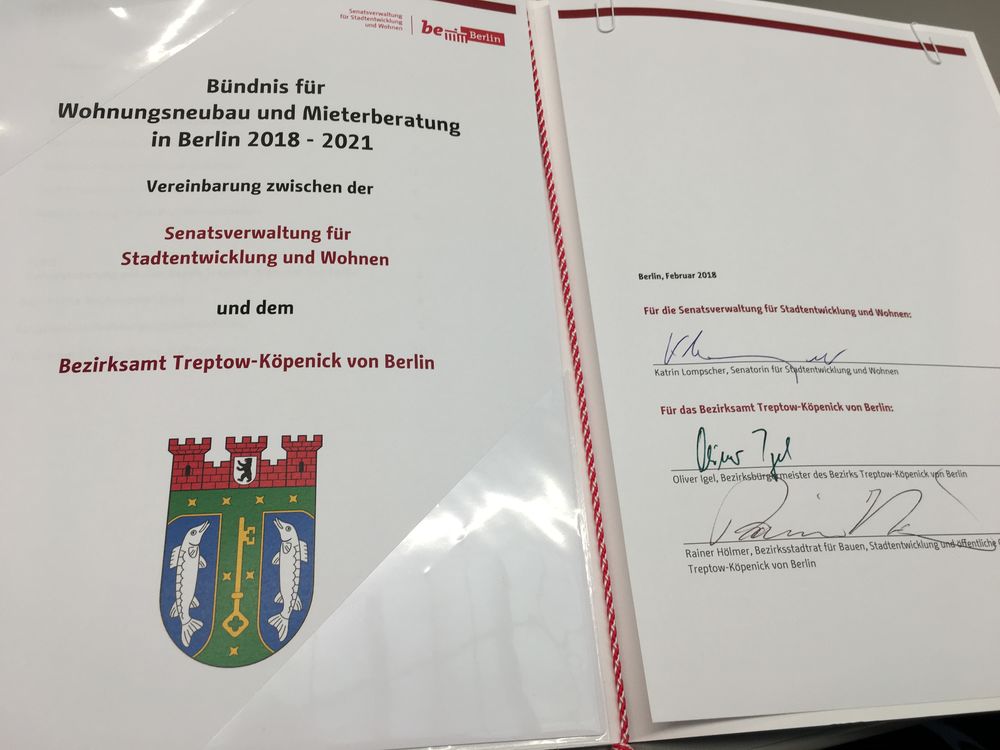 Senatsverwaltung
für Stadtentwicklung
und Wohnen
be Berlin
Bündnis für
Wohnungsneubau und Mieterberatung
in Berlin 2018 - 2021
Vereinbarung zwischen der
Senatsverwaltung für
Stadtentwicklung und Wohnen
und dem
Bezirksamt Treptow-Köpenick von Berlin
Berlin, Februar 2018
Für die Senatsverwaltung für Stadtentwicklung und Wohnen:
Katrin Lompscher, Senatorin für Stadtentwicklung und Wohnen
Für das Bezirksamt Treptow-Köpenick von Berlin:
Oliver Igel
Oliver Igel, Bezirksbürgermeister des Bezirks Treptow-Köpenick von Berlin
Rainer Hölmer, Bezirksstadtrat für Bauen, Stadtentwicklung und öffentliche
Treptow-Köpenick von Berlin